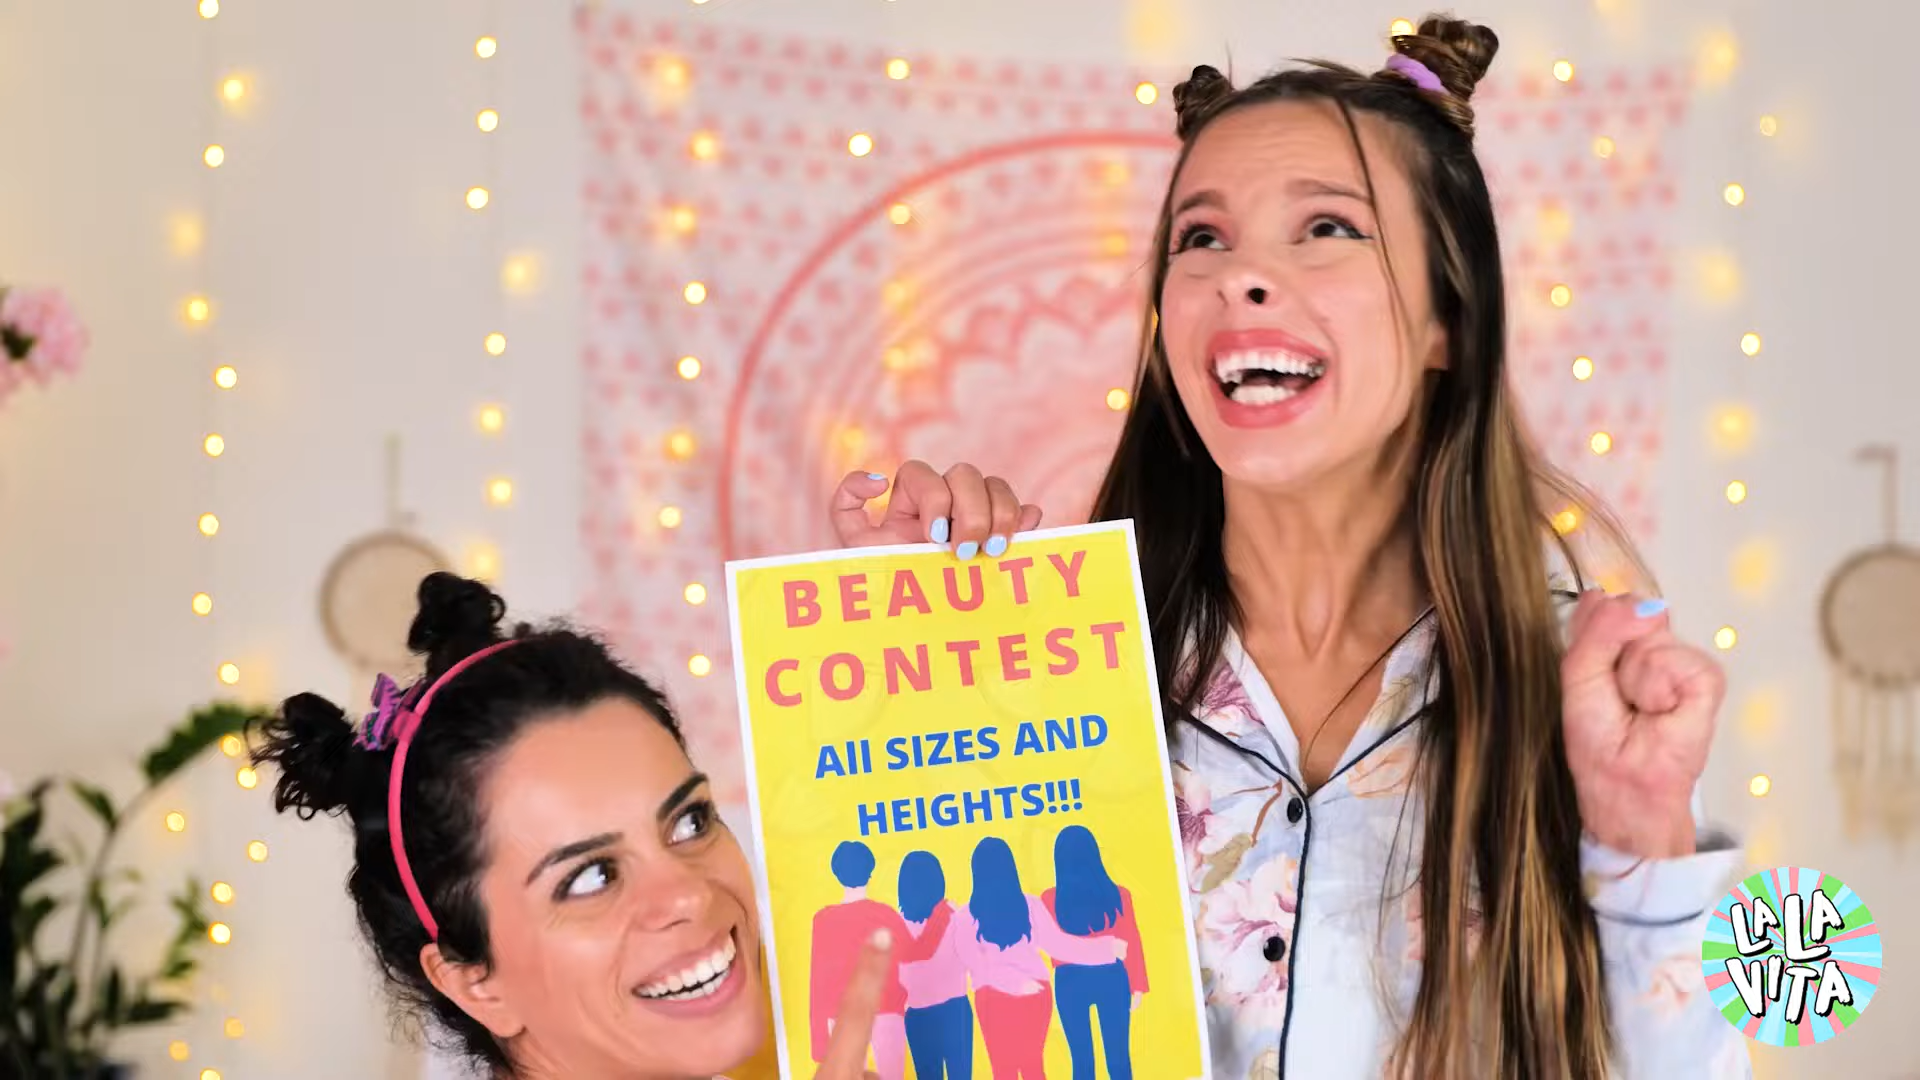 BEAUTY
CONTEST
All SIZES AND
HEIGHTS!!!
LA LA
VITA